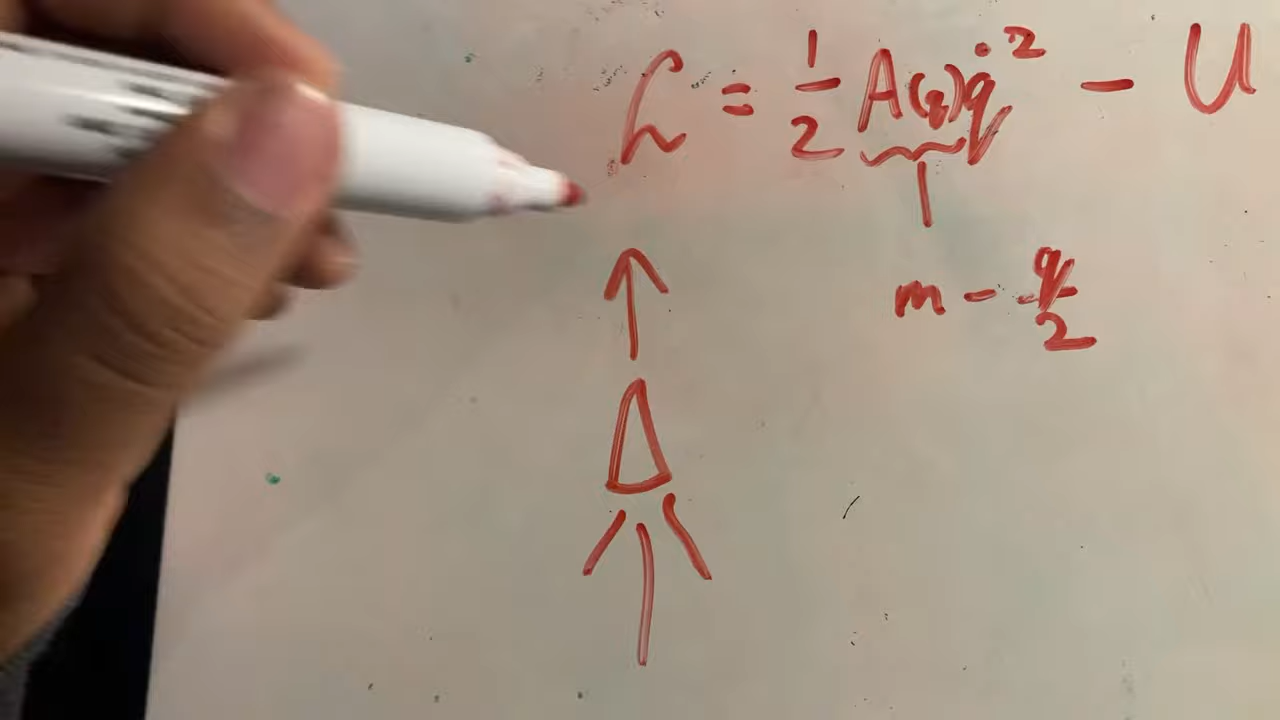 L = 1/2 A(q)q̇² − U
m − q/2